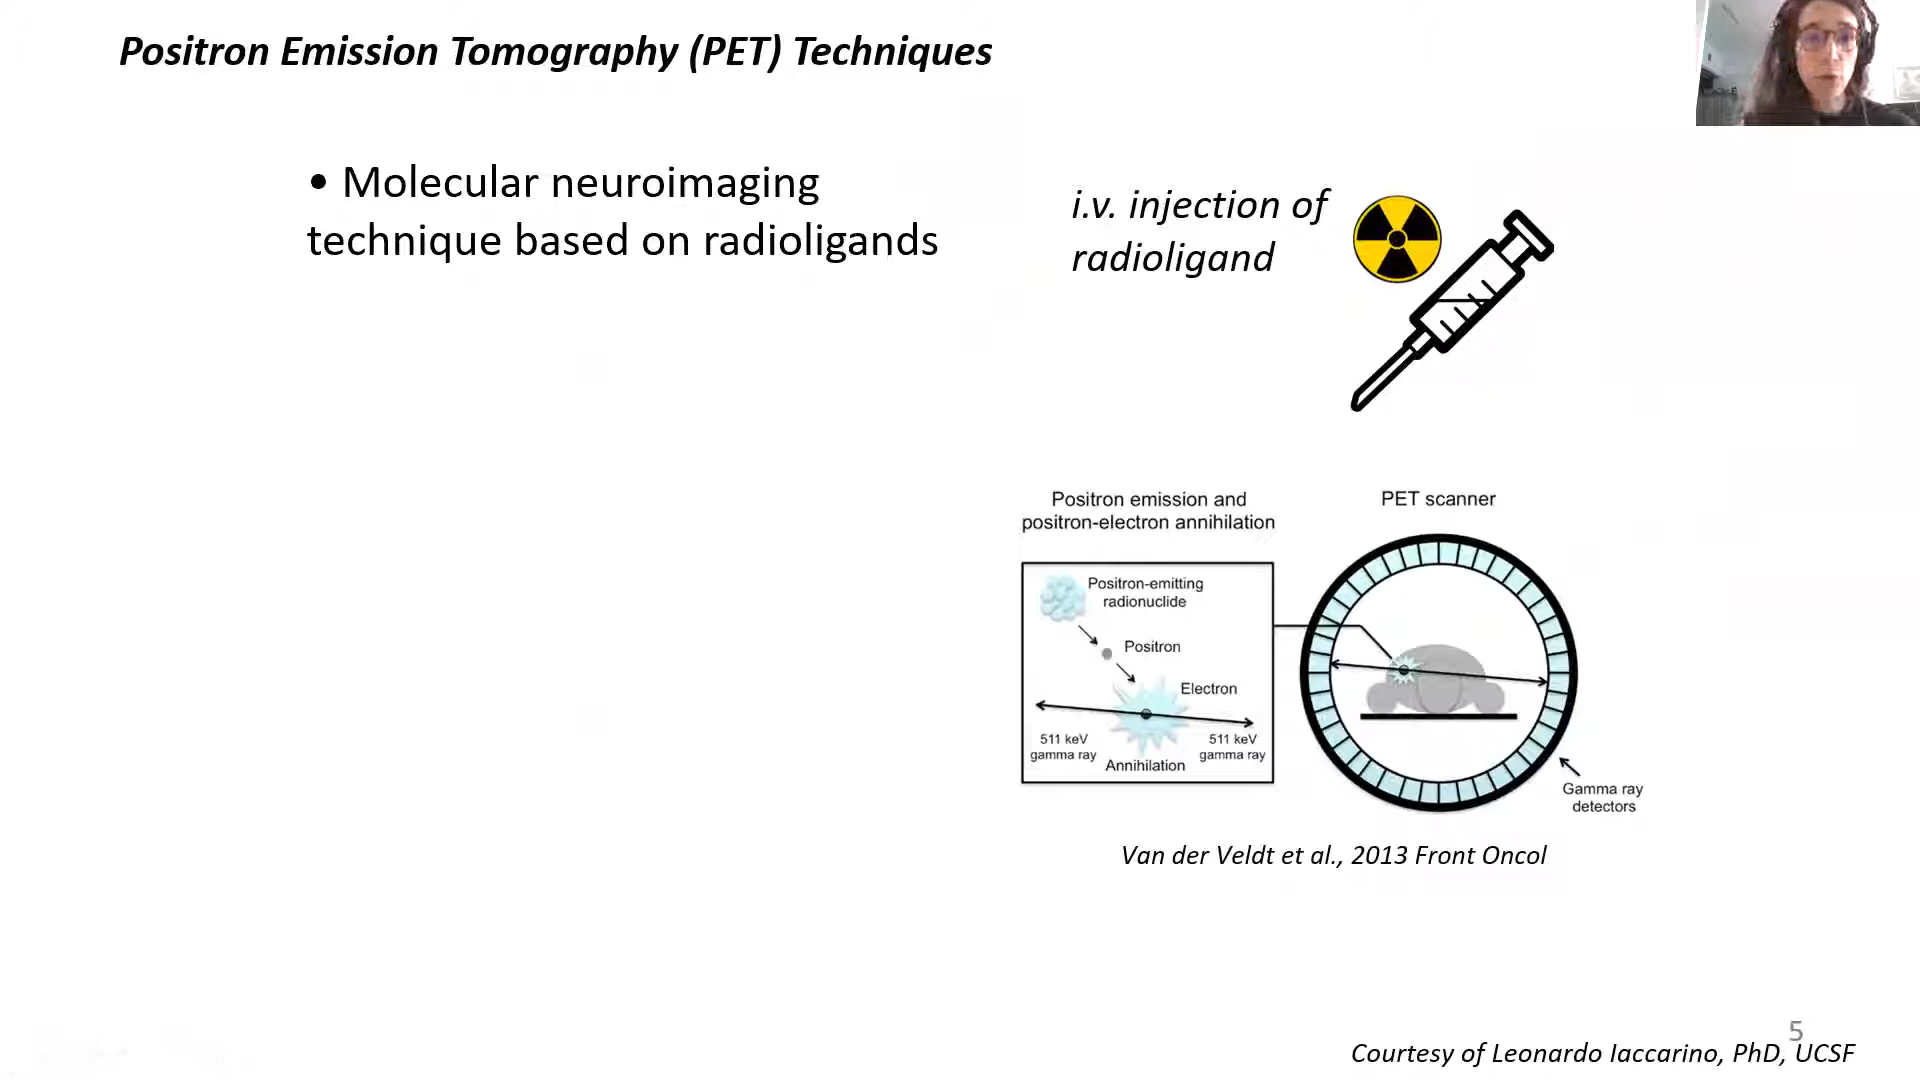 Positron Emission Tomography (PET) Techniques
• Molecular neuroimaging
technique based on radioligands
i.v. injection of
radioligand
Positron emission and
positron-electron annihilation
PET scanner
Positron-emitting
radionuclide
Positron
Electron
511 keV
gamma ray
511 keV
gamma ray
Annihilation
Gamma ray
detectors
Van der Veldt et al., 2013 Front Oncol
5
Courtesy of Leonardo Iaccarino, PhD, UCSF